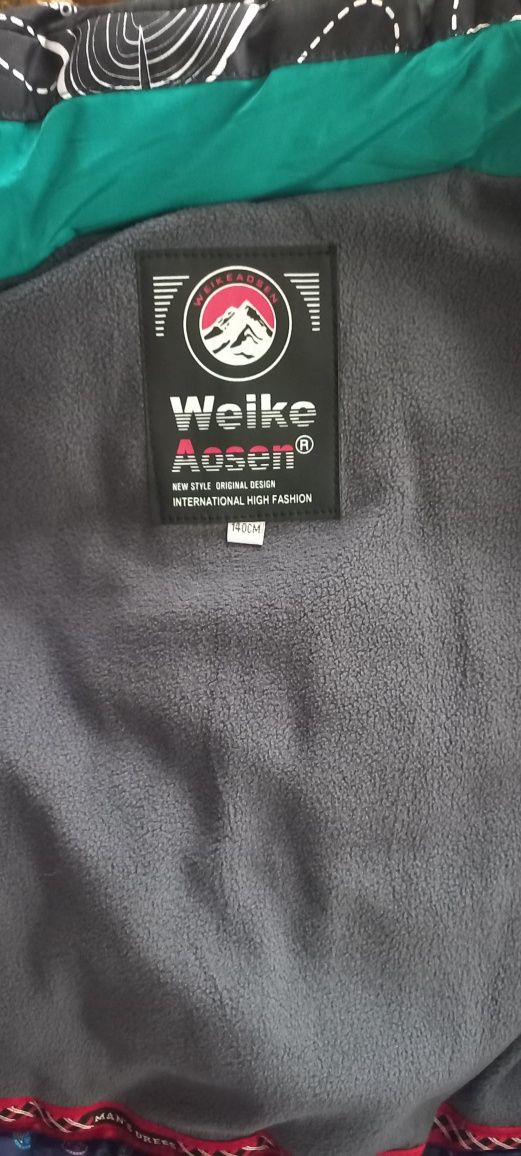 WEIKEAOSEN
Weike
Aosen®
NEW STYLE ORIGINAL DESIGN
INTERNATIONAL HIGH FASHION
140CM
MAN'S DRESS